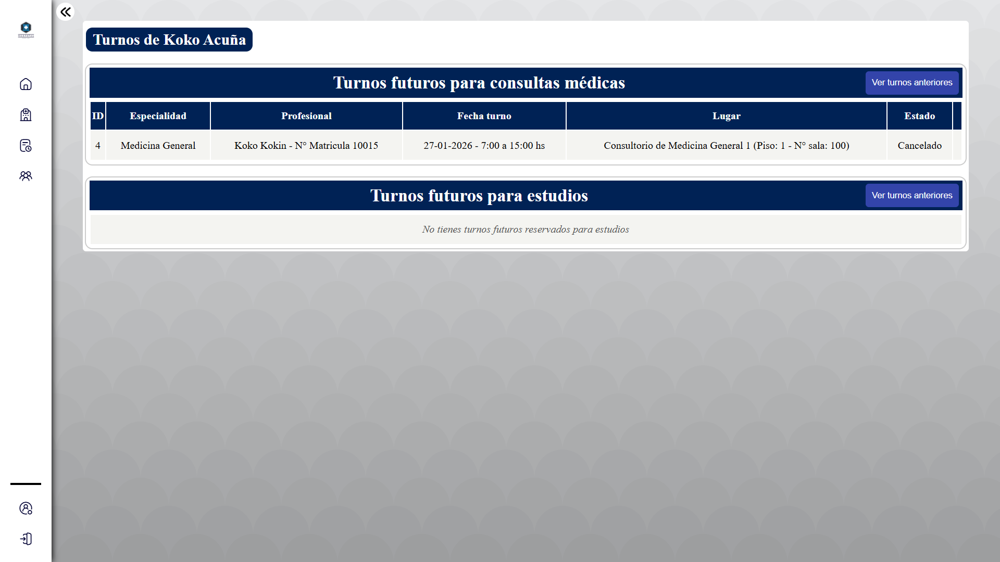 HOSPITAL
Turnos de Koko Acuña
Turnos futuros para consultas médicas
Ver turnos anteriores
ID Especialidad Profesional Fecha turno Lugar Estado
4 Medicina General Koko Kokin - N° Matricula 10015 27-01-2026 - 7:00 a 15:00 hs Consultorio de Medicina General 1 (Piso: 1 - N° sala: 100) Cancelado
Turnos futuros para estudios
Ver turnos anteriores
No tienes turnos futuros reservados para estudios